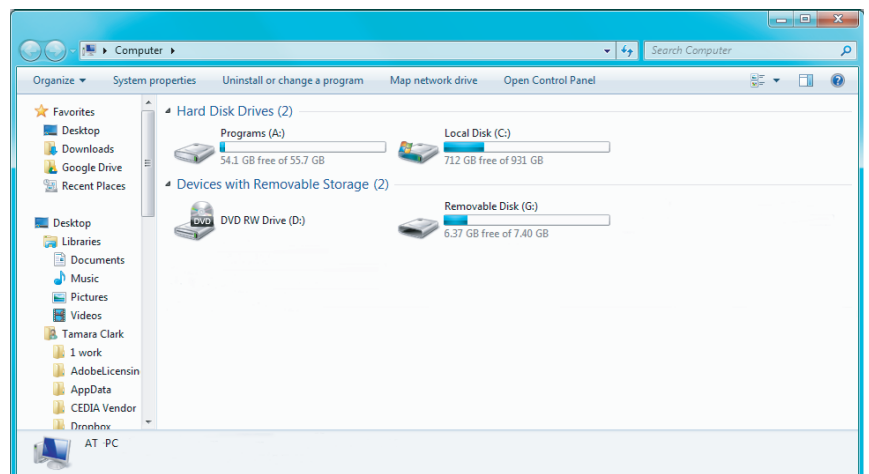 Computer
Search Computer
Organize
System properties
Uninstall or change a program
Map network drive
Open Control Panel
Favorites
Desktop
Downloads
Google Drive
Recent Places
Desktop
Libraries
Documents
Music
Pictures
Videos
Tamara Clark
1 work
AdobeLicensin
AppData
CEDIA Vendor
Dropbox
Hard Disk Drives (2)
Programs (A:)
54.1 GB free of 55.7 GB
Local Disk (C:)
712 GB free of 931 GB
Devices with Removable Storage (2)
DVD
DVD RW Drive (D:)
Removable Disk (G:)
6.37 GB free of 7.40 GB
AT -PC